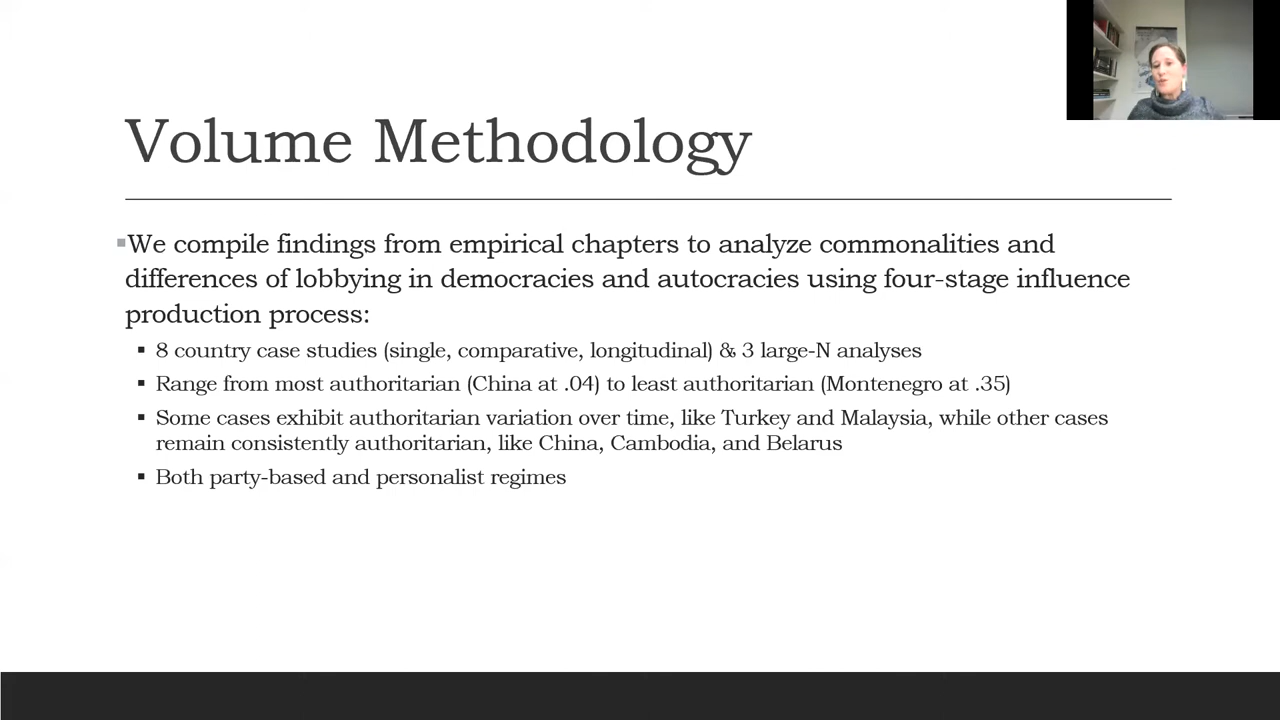 Volume Methodology
▪We compile findings from empirical chapters to analyze commonalities and
differences of lobbying in democracies and autocracies using four-stage influence
production process:
▪ 8 country case studies (single, comparative, longitudinal) & 3 large-N analyses
▪ Range from most authoritarian (China at .04) to least authoritarian (Montenegro at .35)
▪ Some cases exhibit authoritarian variation over time, like Turkey and Malaysia, while other cases
remain consistently authoritarian, like China, Cambodia, and Belarus
▪ Both party-based and personalist regimes